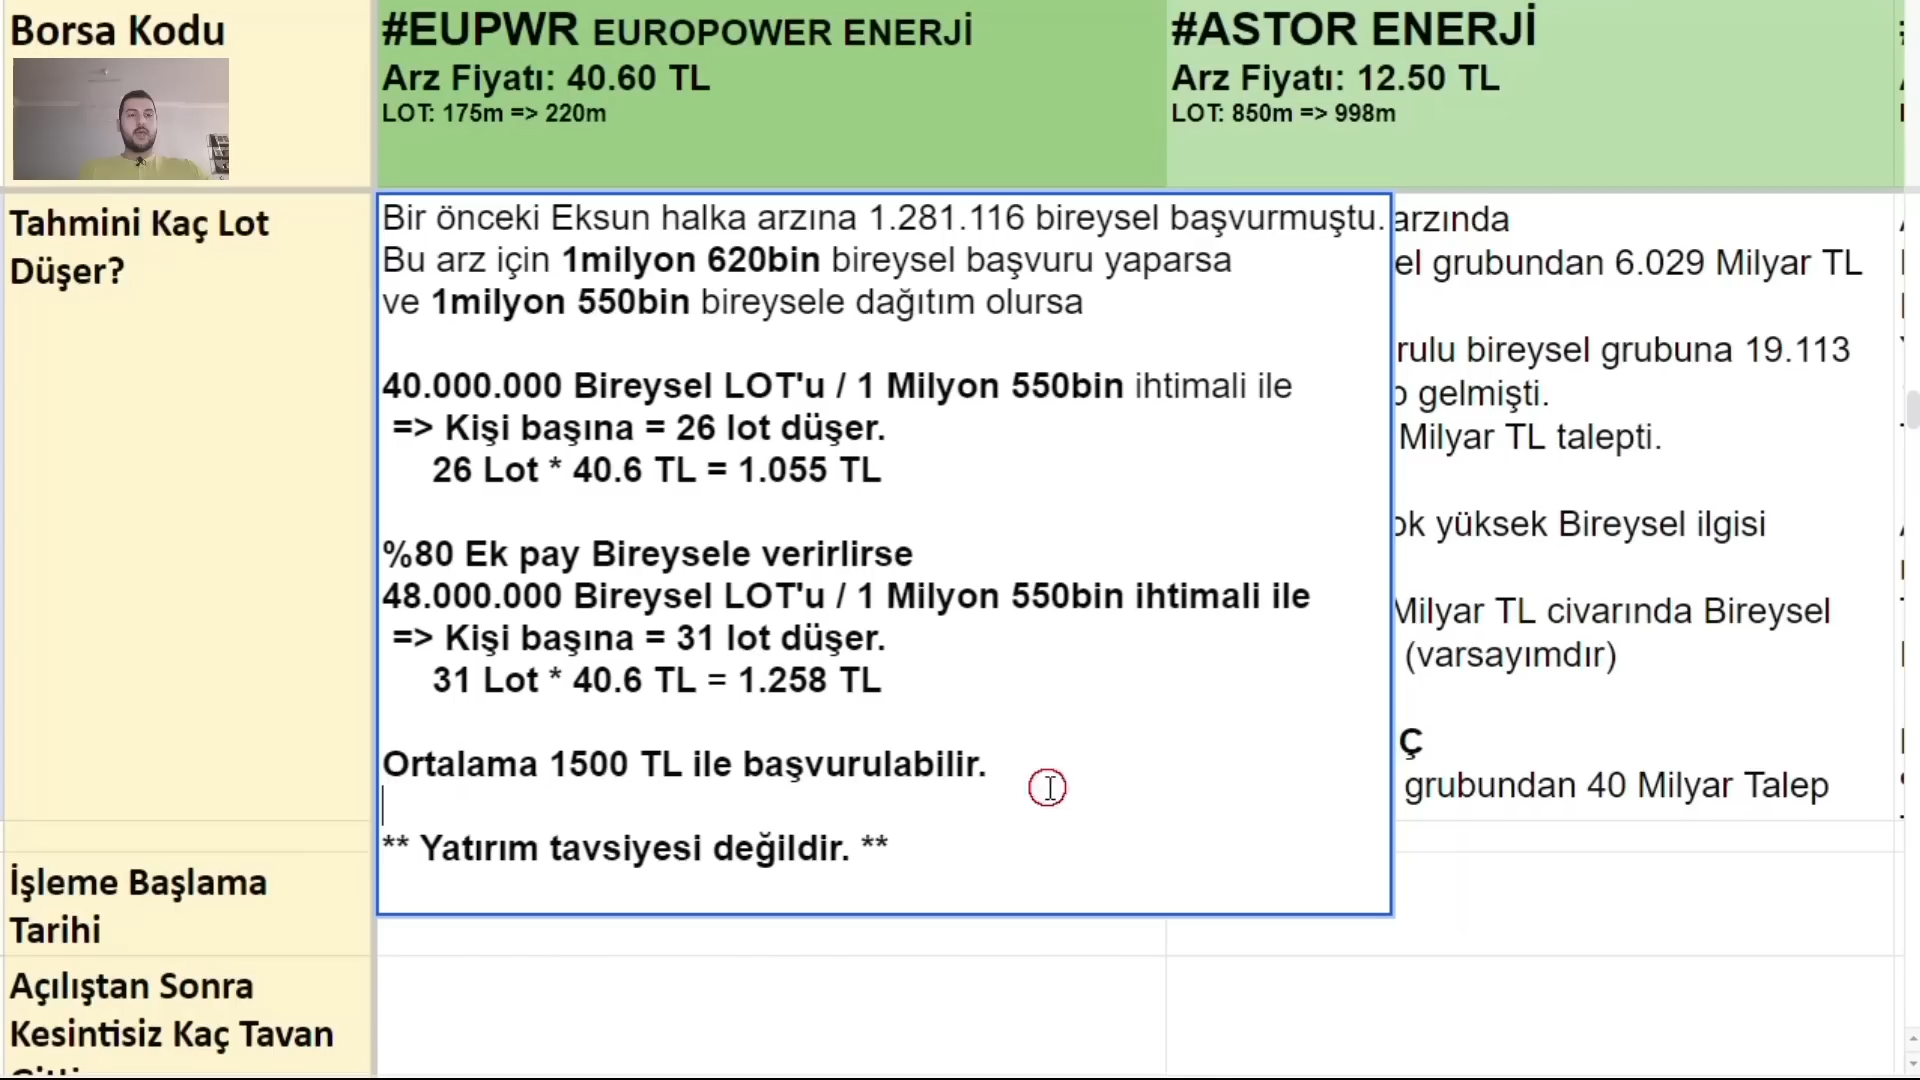 Borsa Kodu
#EUPWR EUROPOWER ENERJİ
Arz Fiyatı: 40.60 TL
LOT: 175m => 220m
#ASTOR ENERJİ
Arz Fiyatı: 12.50 TL
LOT: 850m => 998m
Tahmini Kaç Lot
Düşer?
Bir önceki Eksun halka arzına 1.281.116 bireysel başvurmuştu.
Bu arz için 1milyon 620bin bireysel başvuru yaparsa
ve 1milyon 550bin bireysele dağıtım olursa
40.000.000 Bireysel LOT'u / 1 Milyon 550bin ihtimali ile
=> Kişi başına = 26 lot düşer.
26 Lot * 40.6 TL = 1.055 TL
%80 Ek pay Bireysele verirlirse
48.000.000 Bireysel LOT'u / 1 Milyon 550bin ihtimali ile
=> Kişi başına = 31 lot düşer.
31 Lot * 40.6 TL = 1.258 TL
Ortalama 1500 TL ile başvurulabilir.
** Yatırım tavsiyesi değildir. **
arzında
el grubundan 6.029 Milyar TL
rulu bireysel grubuna 19.113
gelmişti.
Milyar TL talepti.
ok yüksek Bireysel ilgisi
Milyar TL civarında Bireysel
(varsayımdır)
Ç
grubundan 40 Milyar Talep
İşleme Başlama
Tarihi
Açılıştan Sonra
Kesintisiz Kaç Tavan